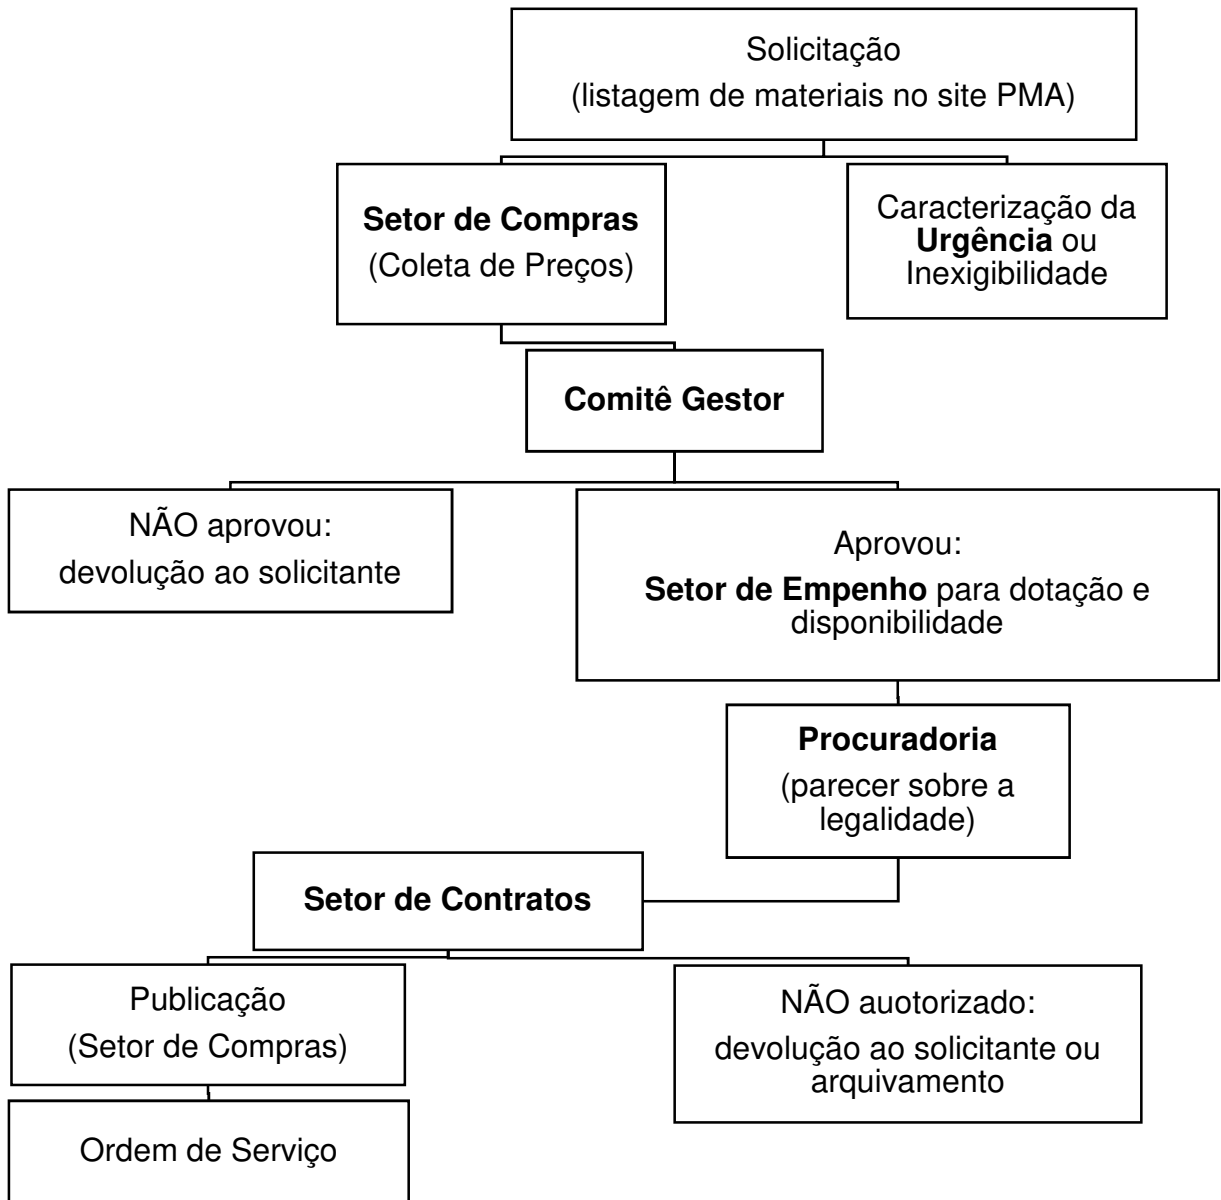 Solicitação
(listagem de materiais no site PMA)
Setor de Compras
(Coleta de Preços)
Caracterização da
Urgência ou
Inexigibilidade
Comitê Gestor
NÃO aprovou:
devolução ao solicitante
Aprovou:
Setor de Empenho para dotação e
disponibilidade
Procuradoria
(parecer sobre a
legalidade)
Setor de Contratos
Publicação
(Setor de Compras)
NÃO auotorizado:
devolução ao solicitante ou
arquivamento
Ordem de Serviço